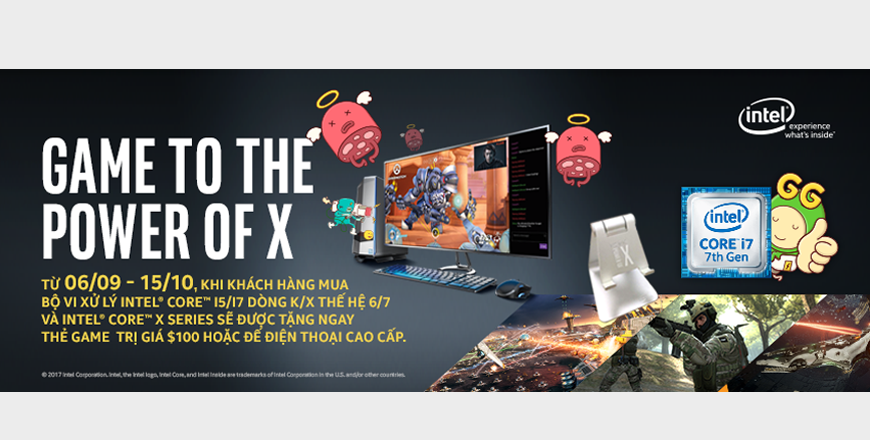 GAME TO THE
POWER OF X
TỪ 06/09 - 15/10, KHI KHÁCH HÀNG MUA
BỘ VI XỬ LÝ INTEL® CORE™ I5/I7 DÒNG K/X THẾ HỆ 6/7
VÀ INTEL® CORE™ X SERIES SẼ ĐƯỢC TẶNG NGAY
THẺ GAME TRỊ GIÁ $100 HOẶC ĐẾ ĐIỆN THOẠI CAO CẤP.
© 2017 Intel Corporation. Intel, the Intel logo, Intel Core, and Intel Inside are trademarks of Intel Corporation in the U.S. and/or other countries.
intel®
experience
what's inside™
GG
intel®
CORE™ i7
7th Gen
X